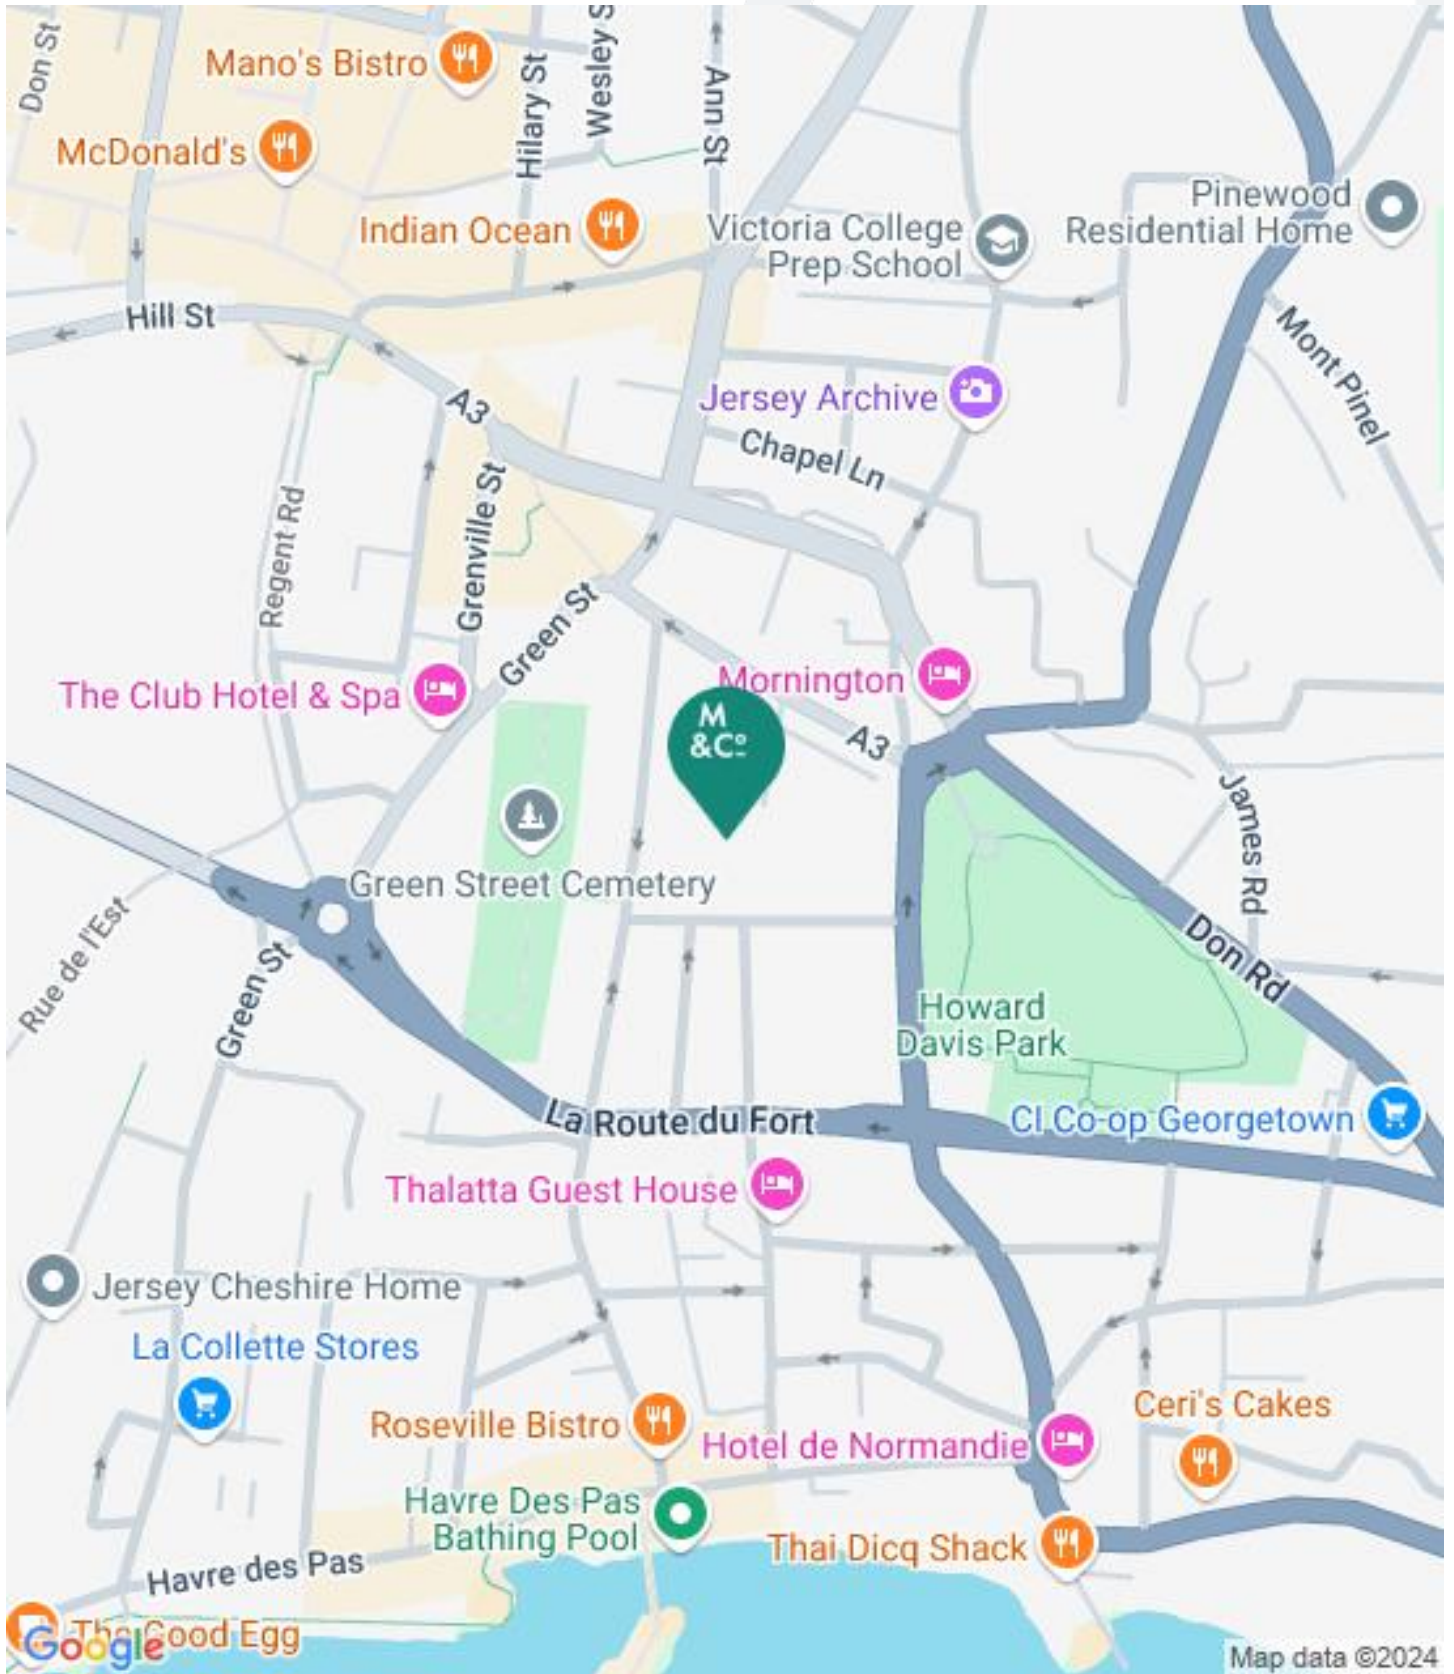 Don St
Mano's Bistro
Hilary St
Wesley S
Ann St
McDonald's
Indian Ocean
Victoria College
Prep School
Pinewood
Residential Home
Hill St
Mont Pinel
A3
Jersey Archive
Chapel Ln
Regent Rd
Grenville St
Green St
The Club Hotel & Spa
Mornington
M
&Cº
A3
James Rd
Green Street Cemetery
Rue de l'Est
Green St
Don Rd
Howard
Davis Park
La Route du Fort
CI Co-op Georgetown
Thalatta Guest House
Jersey Cheshire Home
La Collette Stores
Roseville Bistro
Ceri's Cakes
Hotel de Normandie
Havre Des Pas
Bathing Pool
Thai Dicq Shack
Havre des Pas
The Good Egg
Google
Map data ©2024